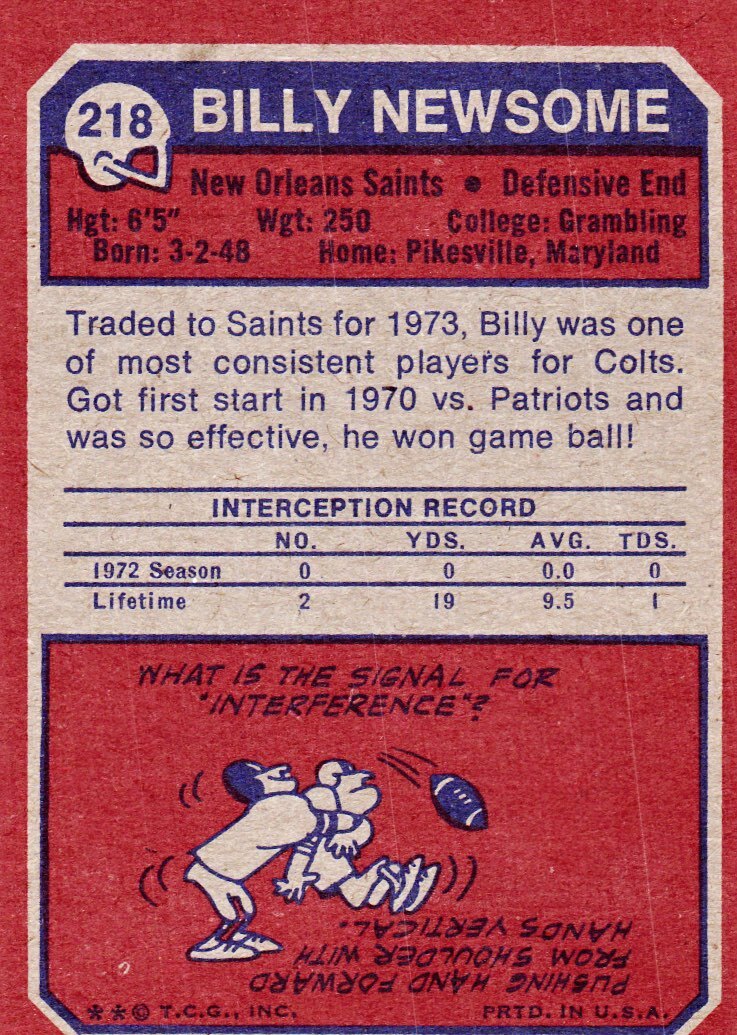 218
BILLY NEWSOME
New Orleans Saints • Defensive End
Hgt: 6'5" Wgt: 250 College: Grambling
Born: 3-2-48 Home: Pikesville, Maryland
Traded to Saints for 1973, Billy was one
of most consistent players for Colts.
Got first start in 1970 vs. Patriots and
was so effective, he won game ball!
INTERCEPTION RECORD
NO. YDS. AVG. TDS.
1972 Season 0 0 0.0 0
Lifetime 2 19 9.5 1
WHAT IS THE SIGNAL FOR
"INTERFERENCE"?
PUSHING HAND FORWARD
FROM SHOULDER WITH
HANDS VERTICAL.
**© T.C.G., INC. PRTD. IN U.S.A.